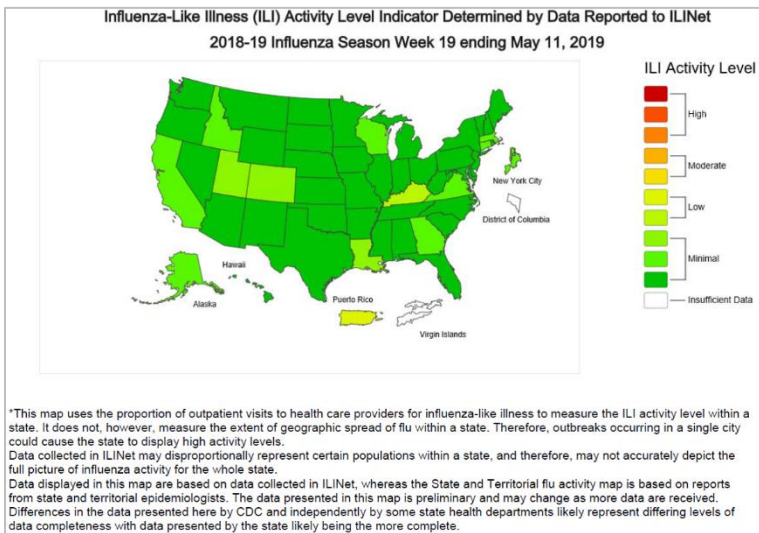 Influenza-Like Illness (ILI) Activity Level Indicator Determined by Data Reported to ILINet
2018-19 Influenza Season Week 19 ending May 11, 2019
ILI Activity Level
High
Moderate
Low
Minimal
Insufficient Data
New York City
District of Columbia
Hawaii
Alaska
Puerto Rico
Virgin Islands
*This map uses the proportion of outpatient visits to health care providers for influenza-like illness to measure the ILI activity level within a
state. It does not, however, measure the extent of geographic spread of flu within a state. Therefore, outbreaks occurring in a single city
could cause the state to display high activity levels.
Data collected in ILINet may disproportionally represent certain populations within a state, and therefore, may not accurately depict the
full picture of influenza activity for the whole state.
Data displayed in this map are based on data collected in ILINet, whereas the State and Territorial flu activity map is based on reports
from state and territorial epidemiologists. The data presented in this map is preliminary and may change as more data are received.
Differences in the data presented here by CDC and independently by some state health departments likely represent differing levels of
data completeness with data presented by the state likely being the more complete.